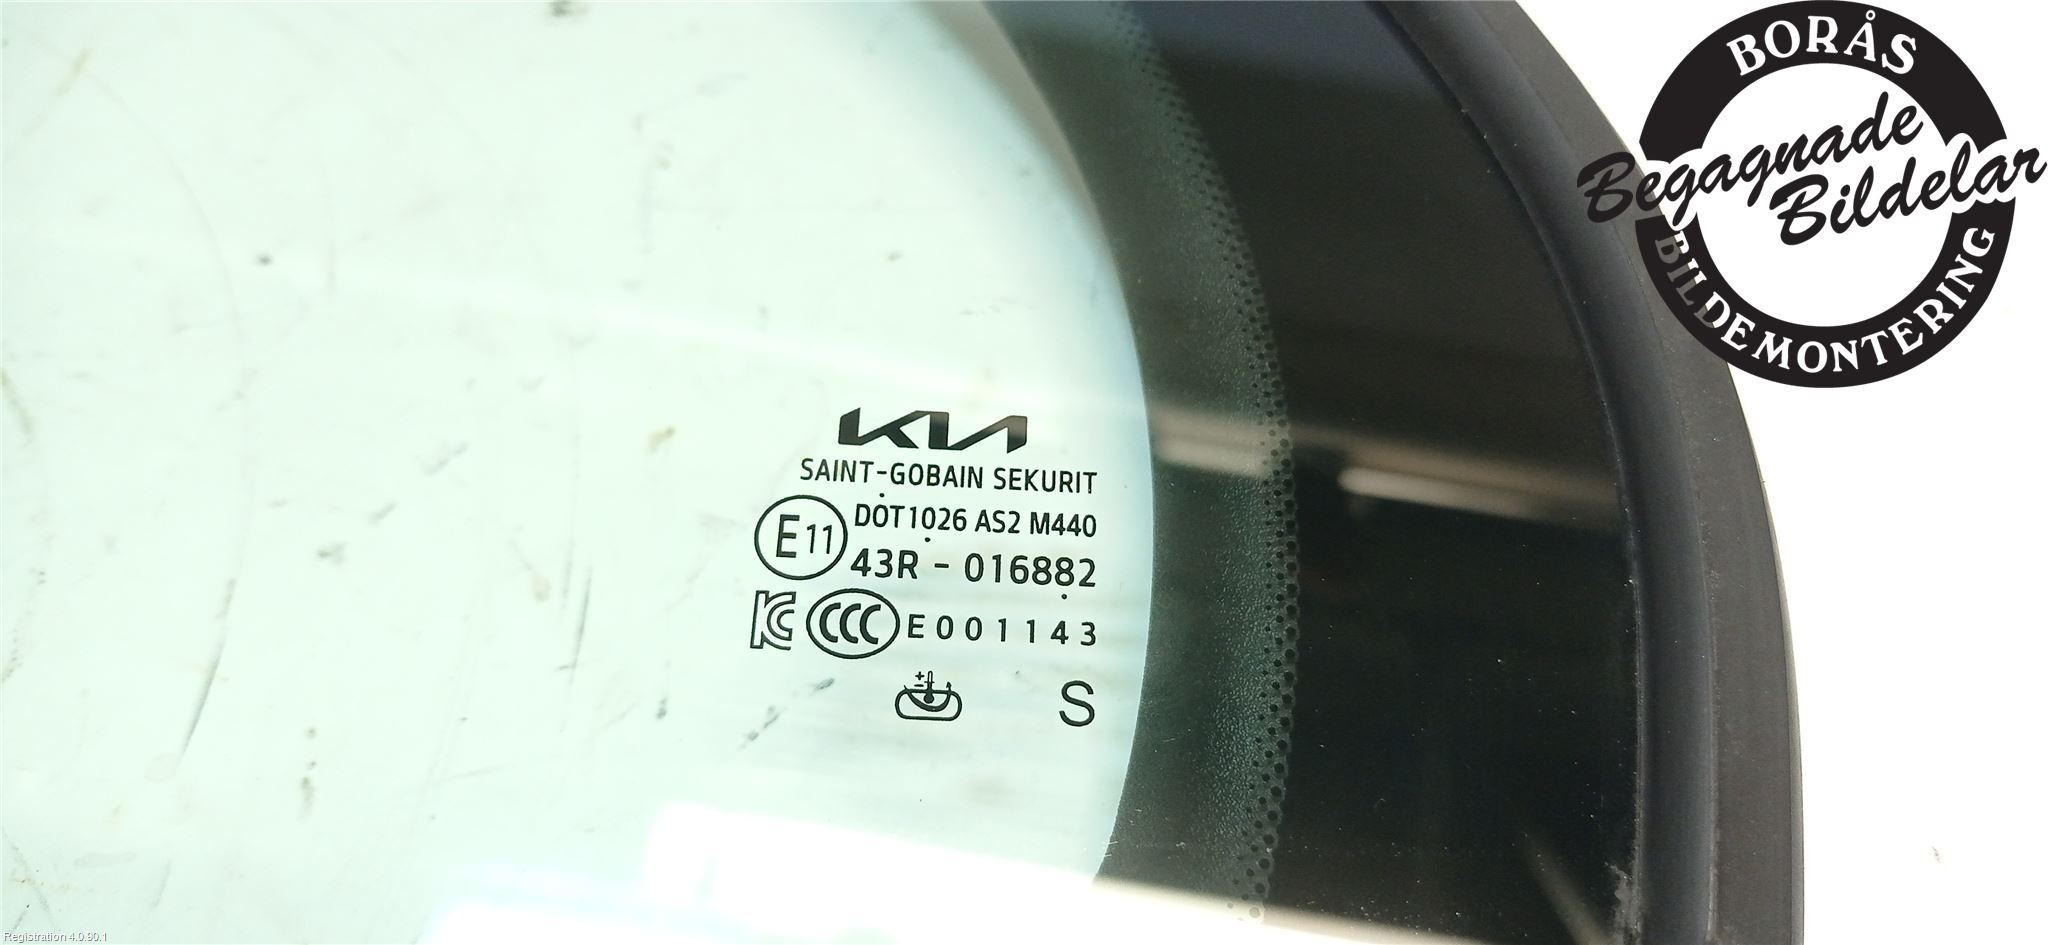 BORÅS
Begagnade
Bildelar
BILDEMONTERING
KIA
SAINT-GOBAIN SEKURIT
E11
DOT1026 AS2 M440
43R - 016882
KC CCC E001143
S
Registration 4.0.90.1